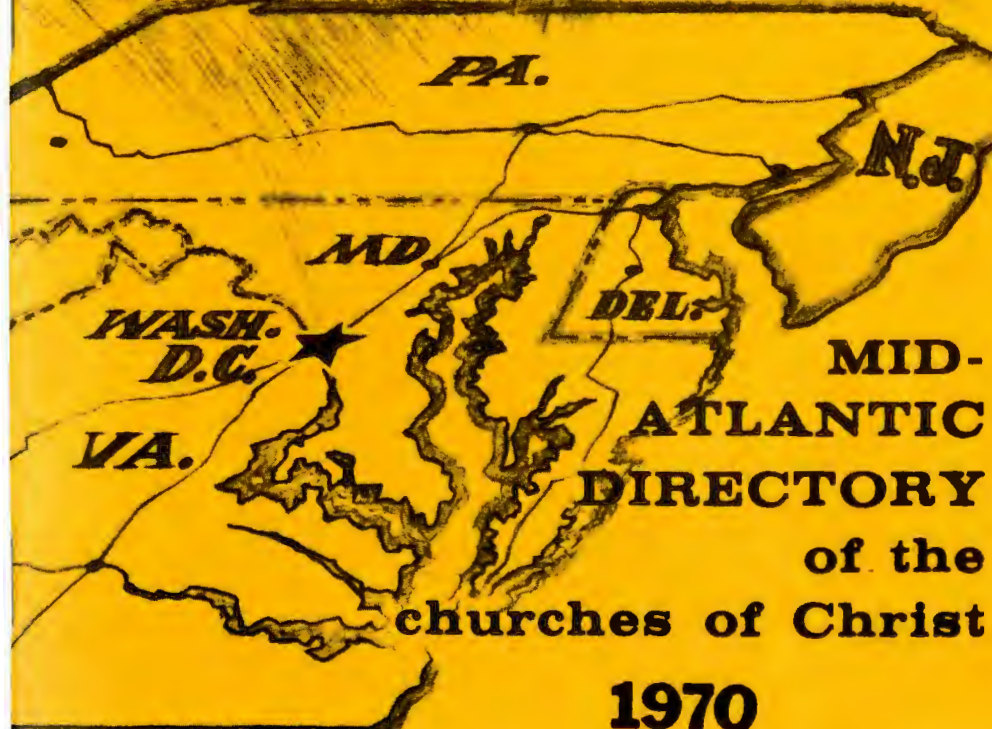 PA.
N.J.
MD.
DEL.
WASH.
D.C.
VA.
MID-
ATLANTIC
DIRECTORY
of the
churches of Christ
1970